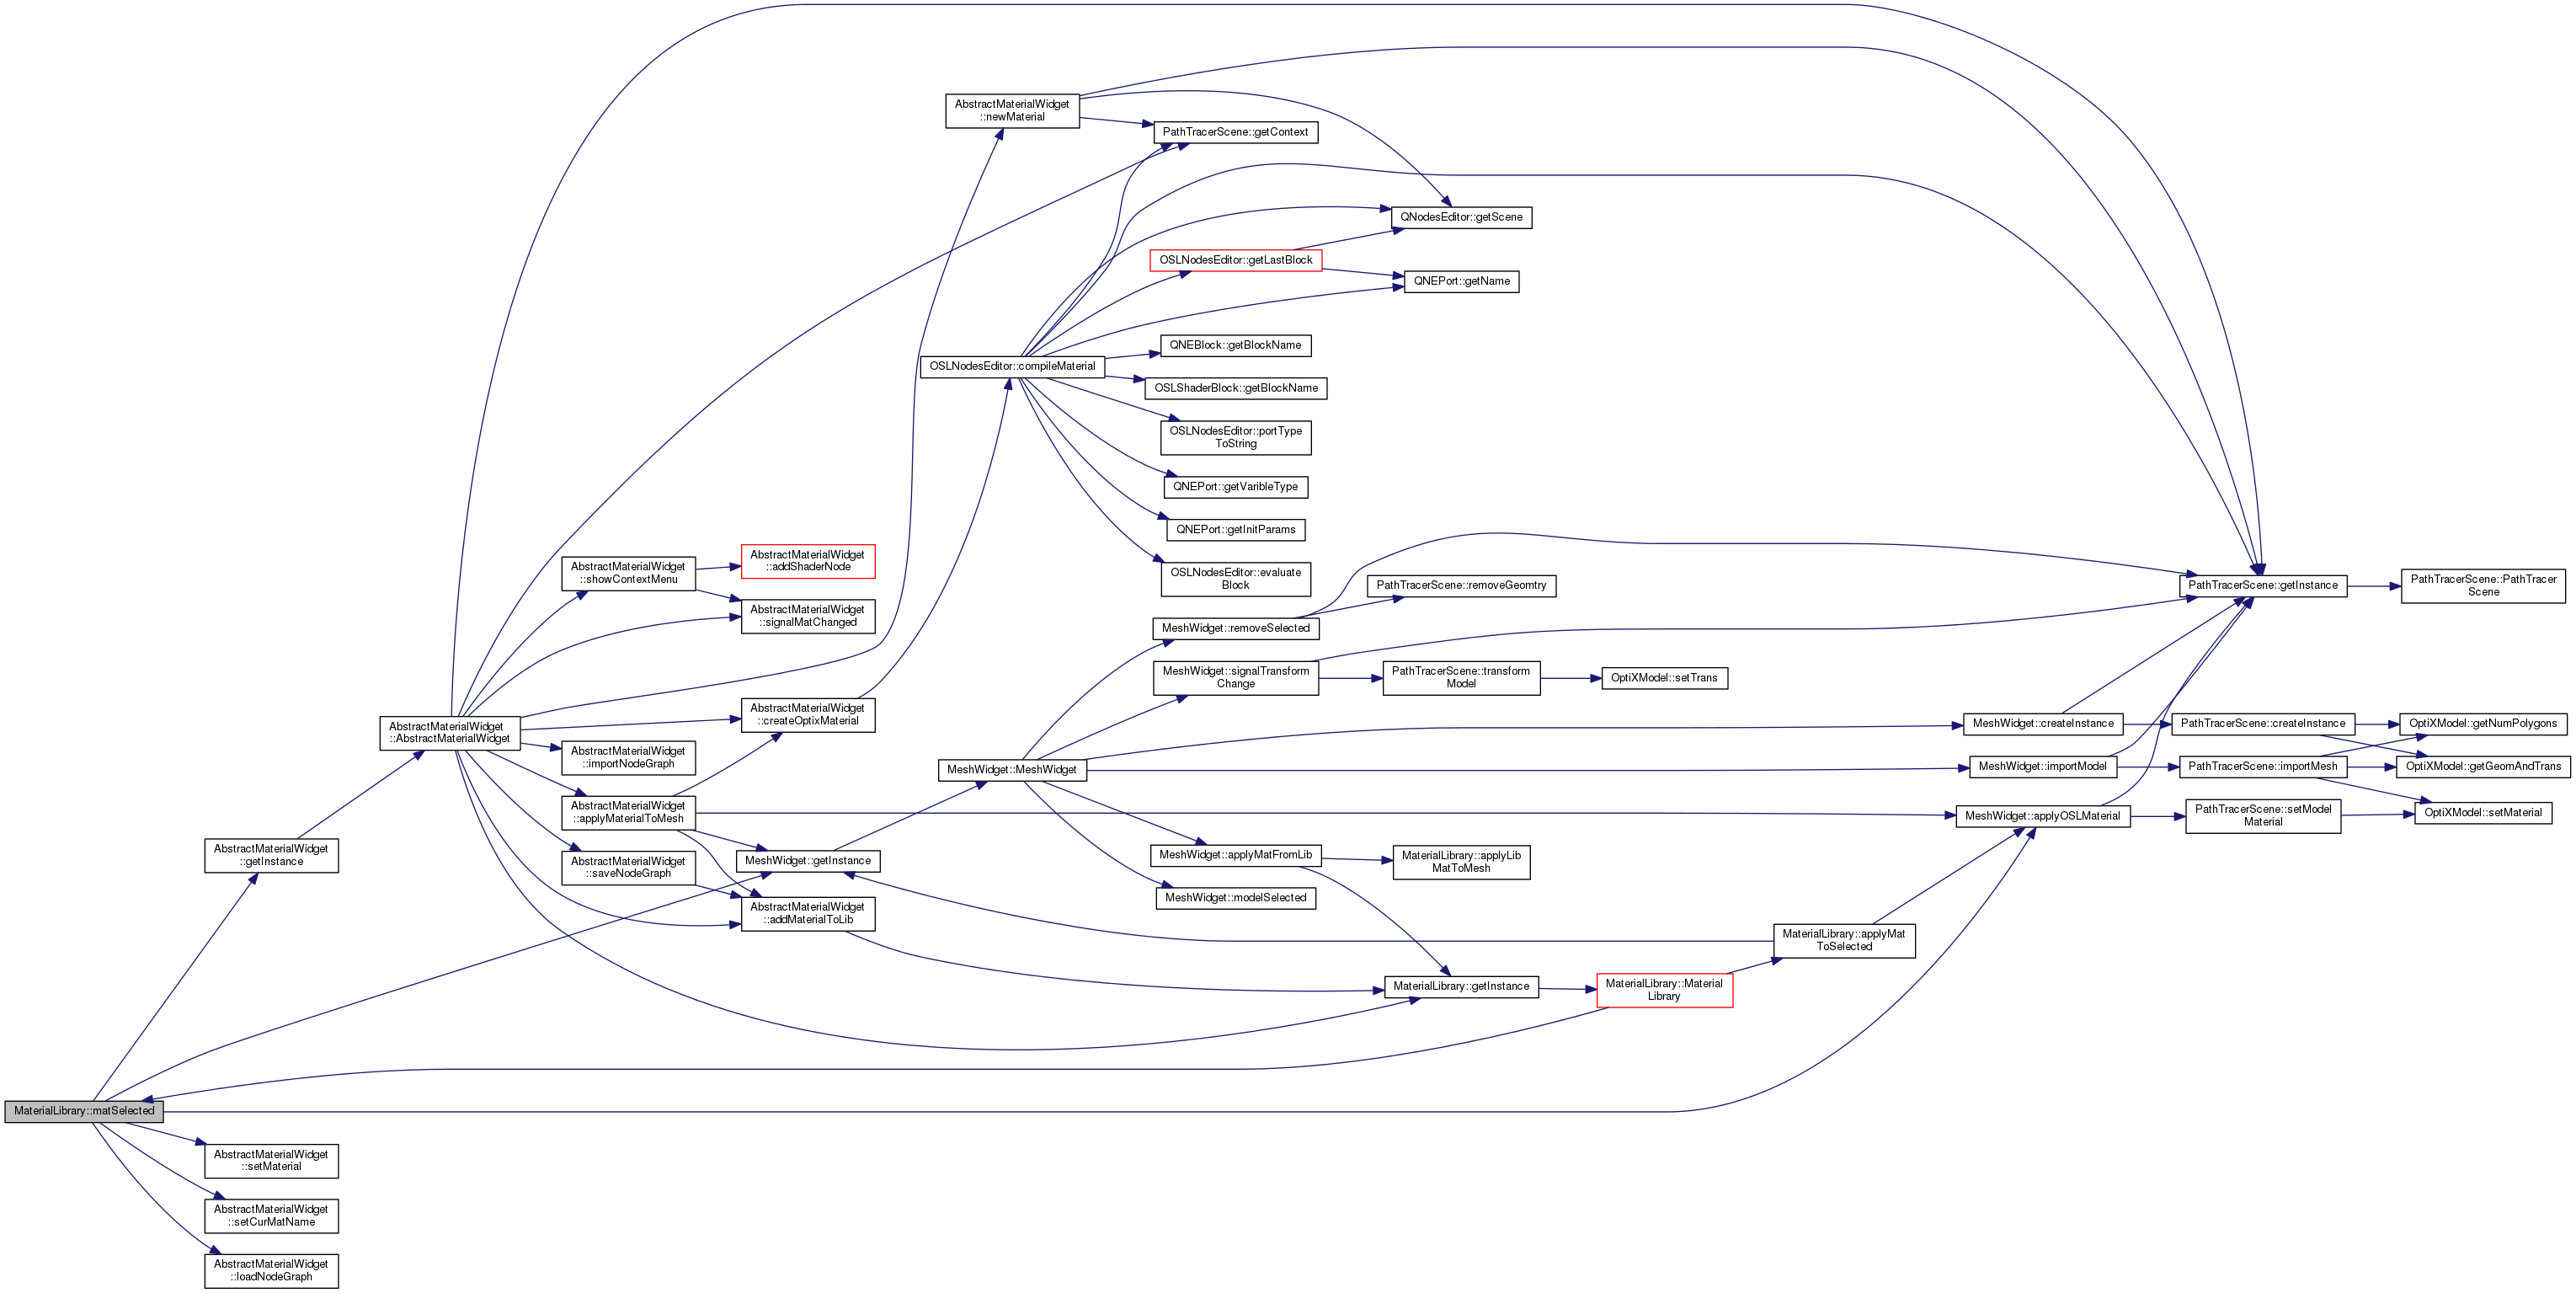 AbstractMaterialWidget
::newMaterial
PathTracerScene::getContext
QNodesEditor::getScene
OSLNodesEditor::getLastBlock
QNEPort::getName
QNEBlock::getBlockName
OSLNodesEditor::compileMaterial
OSLShaderBlock::getBlockName
OSLNodesEditor::portType
ToString
QNEPort::getVaribleType
QNEPort::getInitParams
OSLNodesEditor::evaluate
Block
AbstractMaterialWidget
::showContextMenu
AbstractMaterialWidget
::addShaderNode
AbstractMaterialWidget
::signalMatChanged
PathTracerScene::removeGeomtry
PathTracerScene::getInstance
PathTracerScene::PathTracer
Scene
MeshWidget::removeSelected
MeshWidget::signalTransform
Change
PathTracerScene::transform
Model
OptiXModel::setTrans
AbstractMaterialWidget
::AbstractMaterialWidget
AbstractMaterialWidget
::createOptixMaterial
MeshWidget::createInstance
PathTracerScene::createInstance
OptiXModel::getNumPolygons
AbstractMaterialWidget
::importNodeGraph
MeshWidget::MeshWidget
MeshWidget::importModel
PathTracerScene::importMesh
OptiXModel::getGeomAndTrans
AbstractMaterialWidget
::applyMaterialToMesh
MeshWidget::applyOSLMaterial
PathTracerScene::setModel
Material
OptiXModel::setMaterial
AbstractMaterialWidget
::getInstance
AbstractMaterialWidget
::saveNodeGraph
MeshWidget::getInstance
MeshWidget::applyMatFromLib
MaterialLibrary::applyLib
MatToMesh
MeshWidget::modelSelected
AbstractMaterialWidget
::addMaterialToLib
MaterialLibrary::applyMat
ToSelected
MaterialLibrary::getInstance
MaterialLibrary::Material
Library
MaterialLibrary::matSelected
AbstractMaterialWidget
::setMaterial
AbstractMaterialWidget
::setCurMatName
AbstractMaterialWidget
::loadNodeGraph